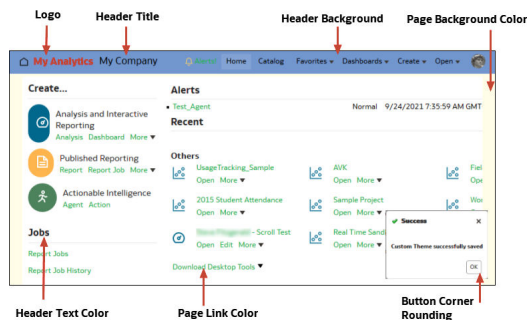 Logo
Header Title
Header Background
Page Background Color
My Analytics My Company Alerts! Home Catalog Favorites Dashboards Create Open
Create...
Analysis and Interactive
Reporting
Analysis Dashboard More
Published Reporting
Report Report Job More
Actionable Intelligence
Agent Action
Jobs
Report Jobs
Report Job History
Alerts
Test_Agent Normal 9/24/2021 7:35:59 AM GMT
Recent
Others
UsageTracking_Sample
Open More
AVK
Open More
Fiel
Ope
2015 Student Attendance
Open More
Sample Project
Open More
Wo
- Scroll Test
Open Edit More
Real Time Sandi
Open More
Download Desktop Tools
Success X
Custom Theme successfully saved
OK
Header Text Color
Page Link Color
Button Corner
Rounding